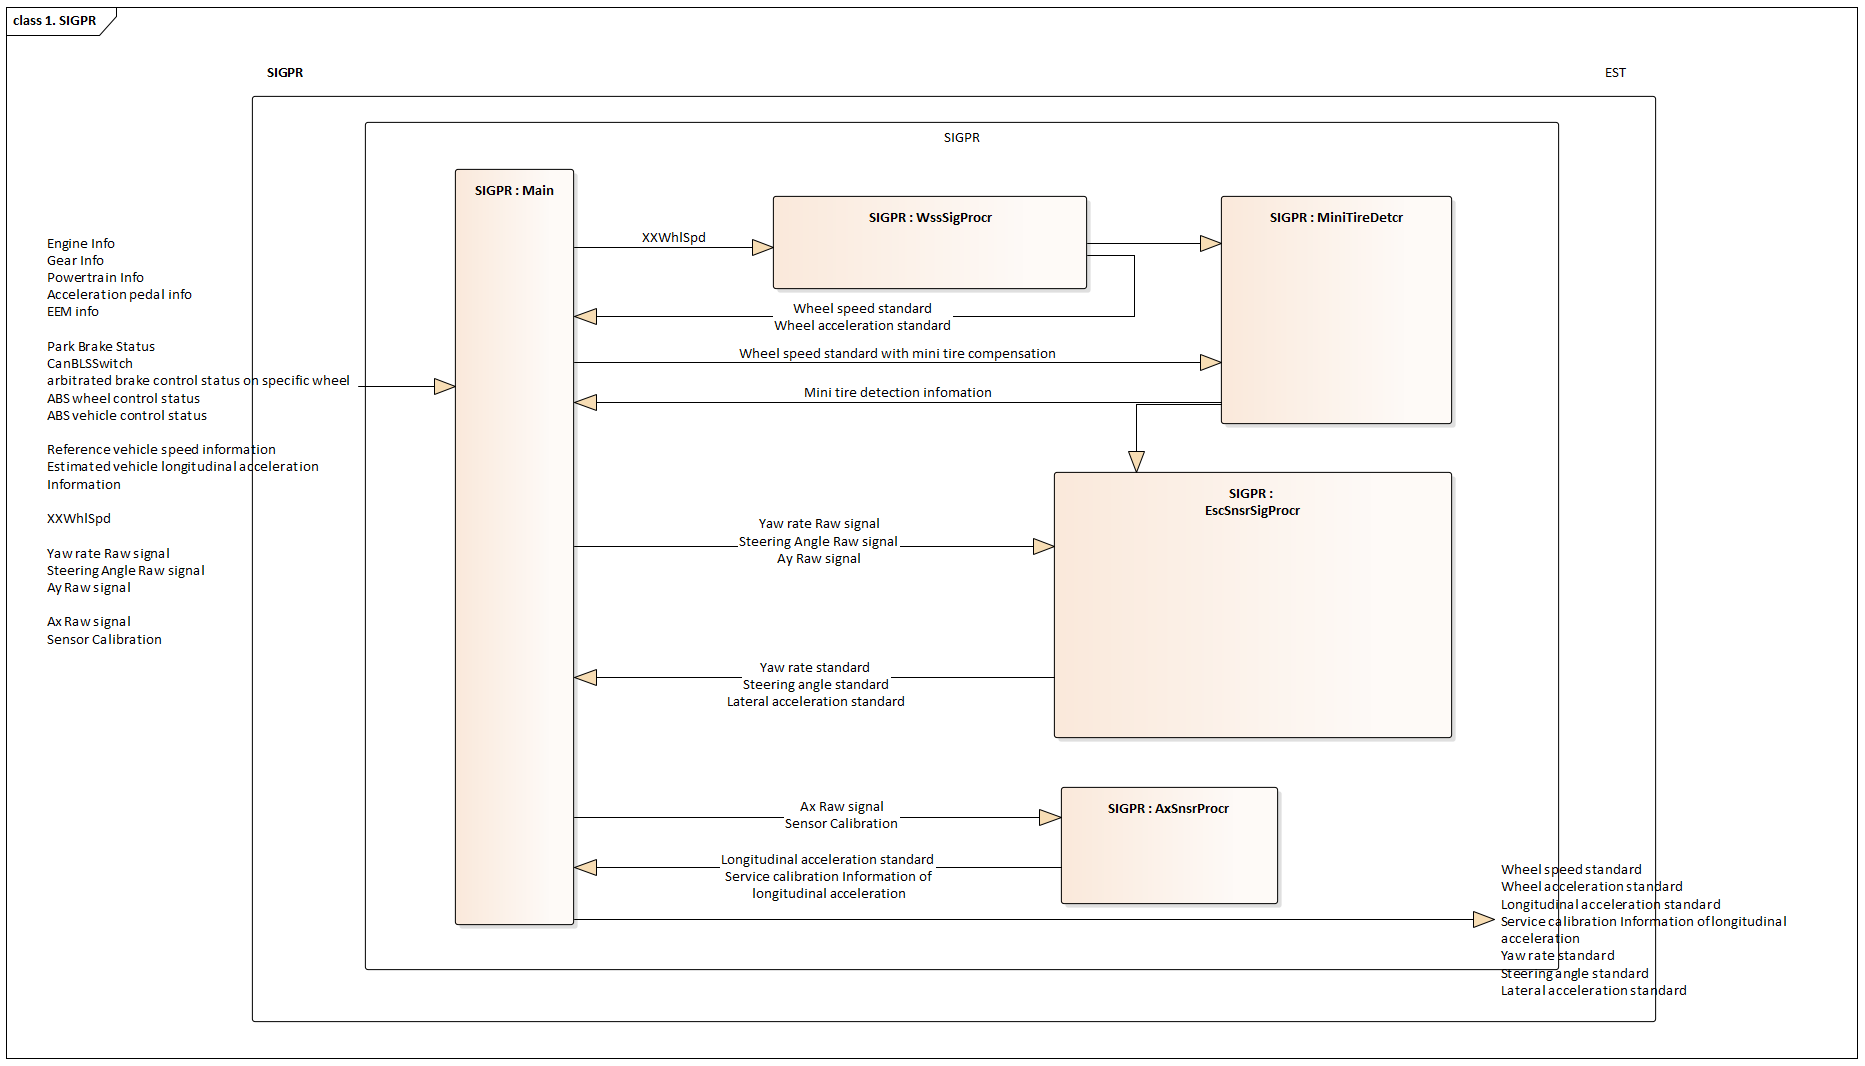 class 1. SIGPR
SIGPR
EST
SIGPR
SIGPR : Main
SIGPR : WssSigProcr
SIGPR : MiniTireDetcr
XXWhlSpd
Engine Info
Gear Info
Powertrain Info
Acceleration pedal info
EEM info
Park Brake Status
CanBLSSwitch
arbitrated brake control status on specific wheel
ABS wheel control status
ABS vehicle control status
Reference vehicle speed information
Estimated vehicle longitudinal acceleration
Information
XXWhlSpd
Yaw rate Raw signal
Steering Angle Raw signal
Ay Raw signal
Ax Raw signal
Sensor Calibration
Wheel speed standard
Wheel acceleration standard
Wheel speed standard with mini tire compensation
Mini tire detection infomation
SIGPR :
EscSnsrSigProcr
Yaw rate Raw signal
Steering Angle Raw signal
Ay Raw signal
Yaw rate standard
Steering angle standard
Lateral acceleration standard
Ax Raw signal
Sensor Calibration
SIGPR : AxSnsrProcr
Longitudinal acceleration standard
Service calibration Information of
longitudinal acceleration
Wheel speed standard
Wheel acceleration standard
Longitudinal acceleration standard
Service calibration Information of longitudinal
acceleration
Yaw rate standard
Steering angle standard
Lateral acceleration standard